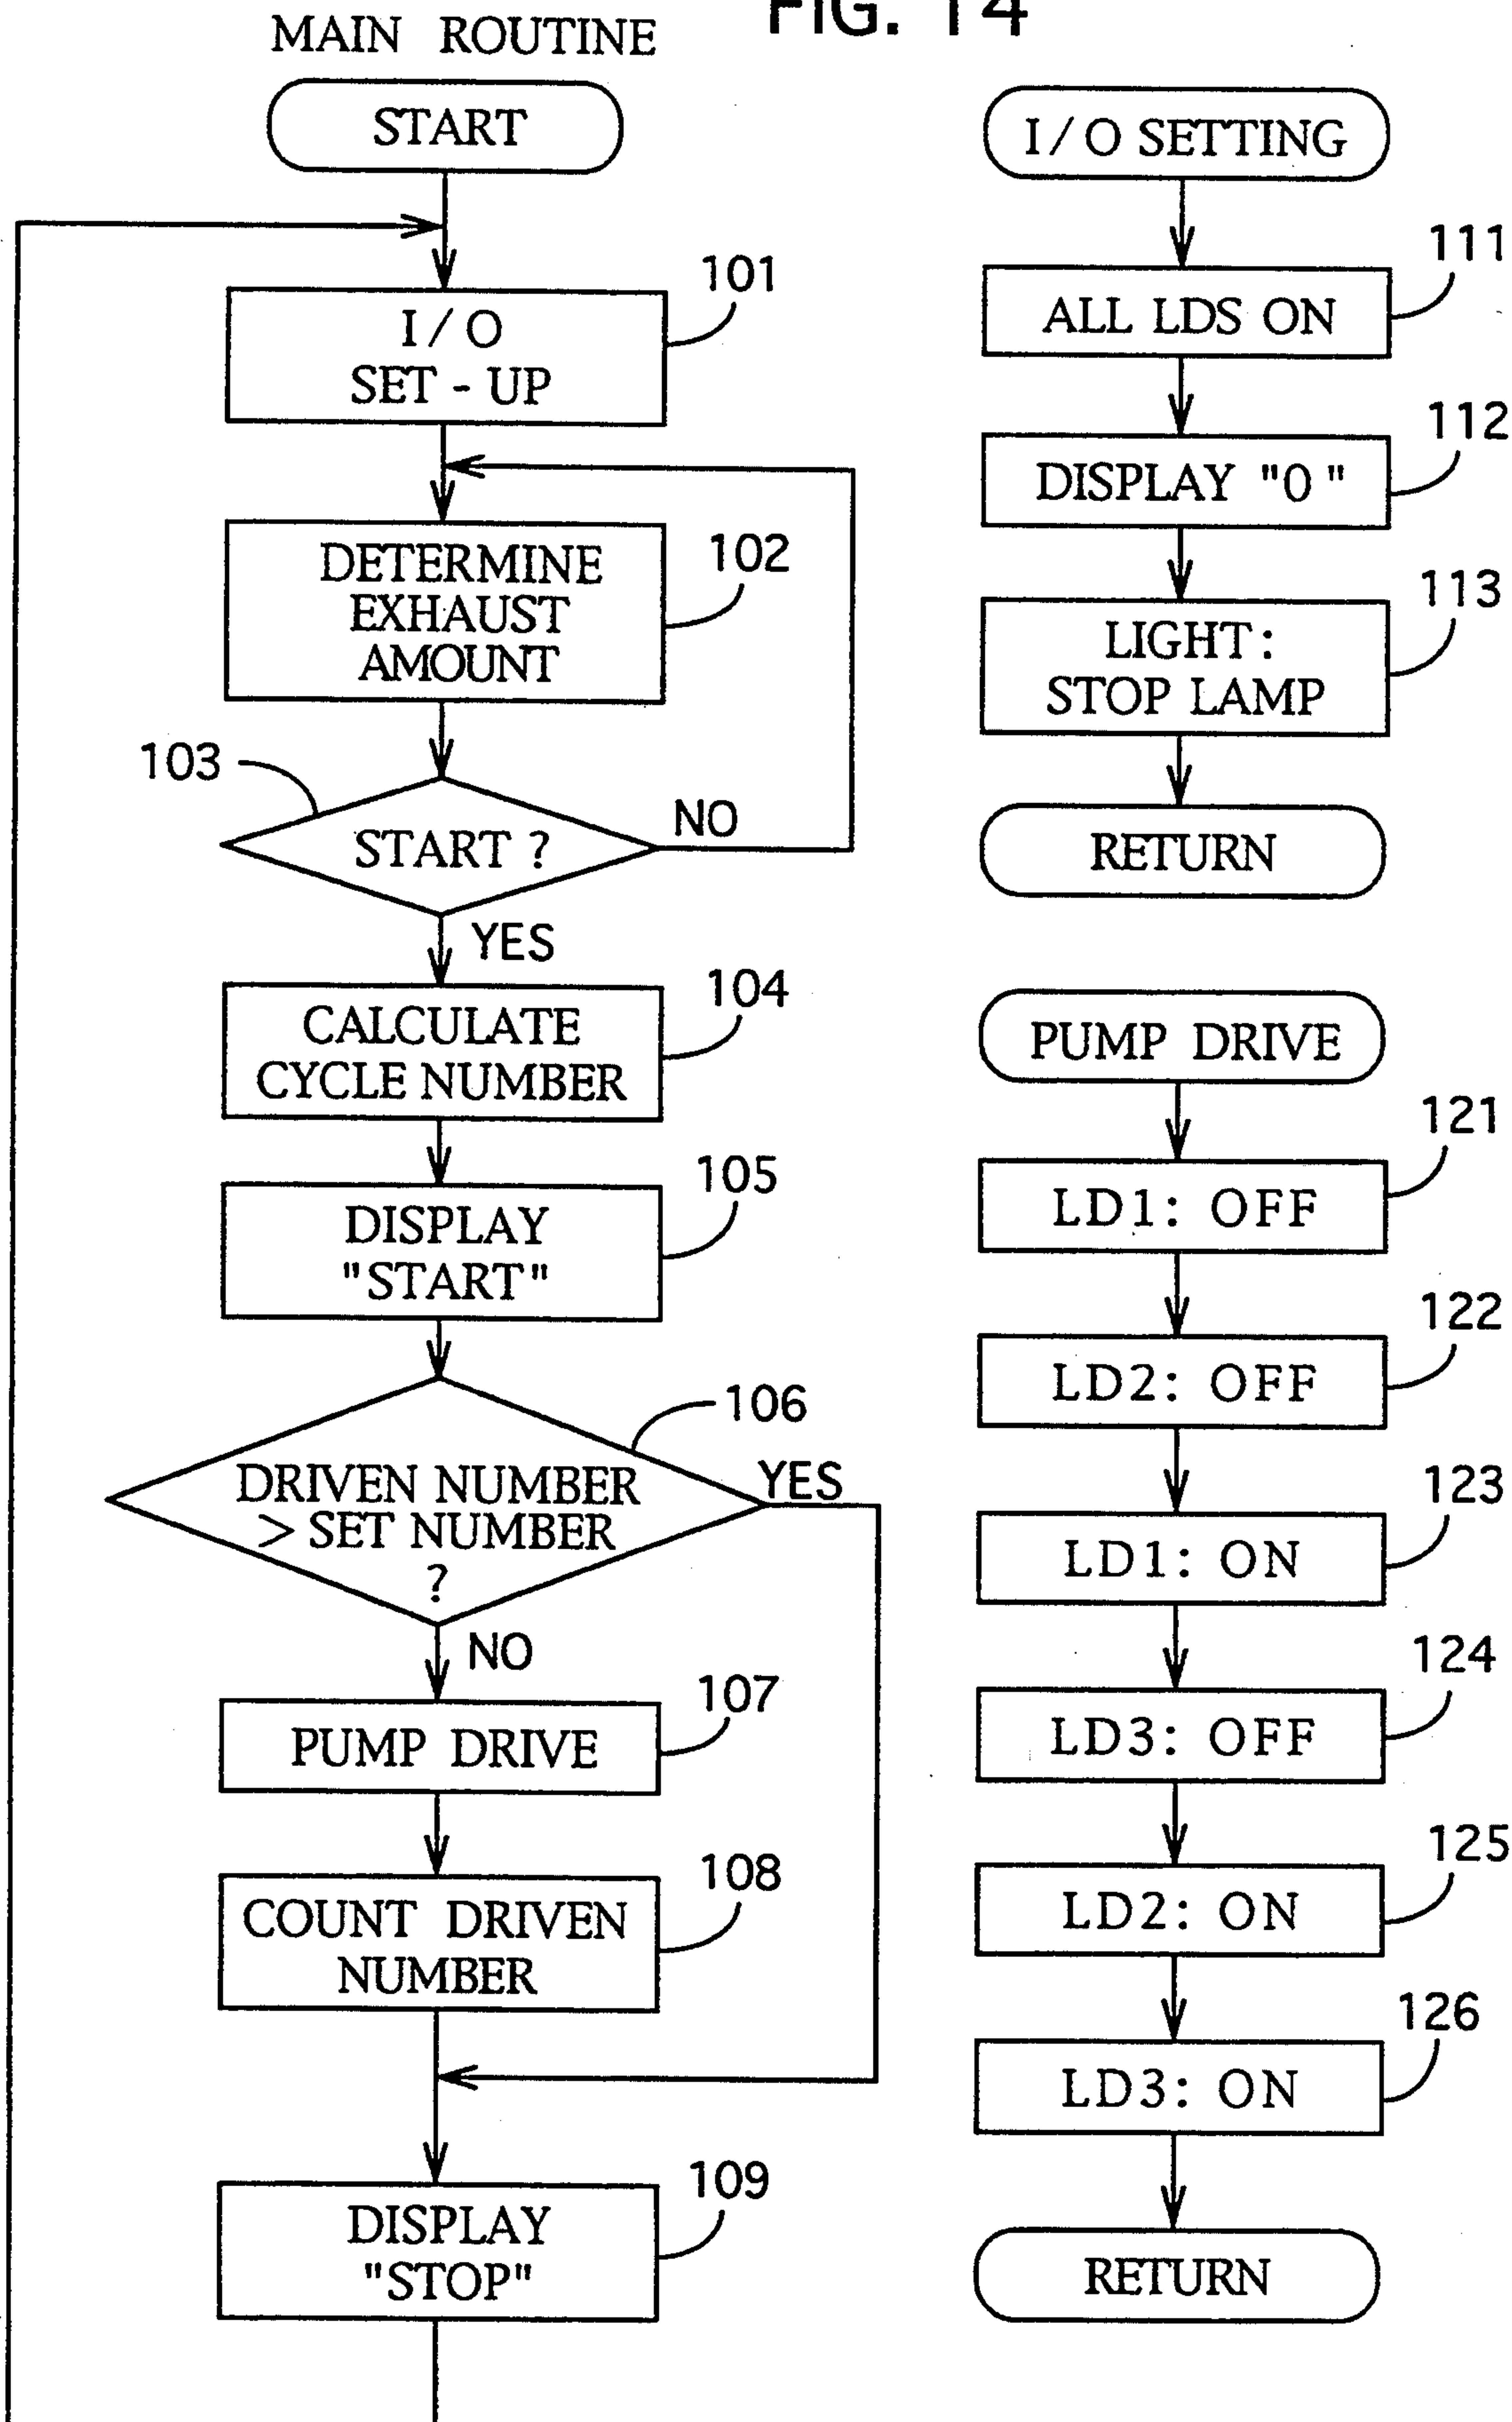 FIG. 14
MAIN ROUTINE
START
101
I/O
SET - UP
102
DETERMINE
EXHAUST
AMOUNT
103
START ?
NO
YES
104
CALCULATE
CYCLE NUMBER
105
DISPLAY
"START"
106
DRIVEN NUMBER
> SET NUMBER
?
YES
NO
107
PUMP DRIVE
108
COUNT DRIVEN
NUMBER
109
DISPLAY
"STOP"
I/O SETTING
111
ALL LDS ON
112
DISPLAY "0"
113
LIGHT:
STOP LAMP
RETURN
PUMP DRIVE
121
LD1: OFF
122
LD2: OFF
123
LD1: ON
124
LD3: OFF
125
LD2: ON
126
LD3: ON
RETURN